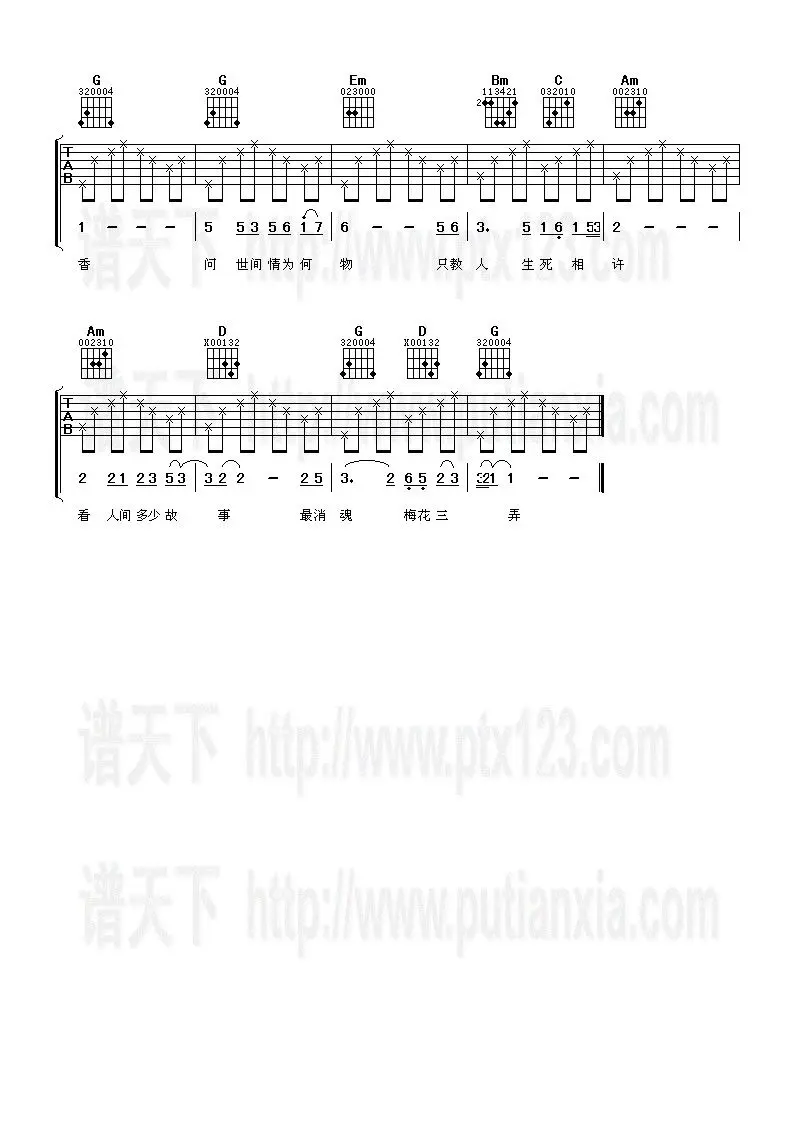 G G Em Bm C Am
320004 320004 023000 113421 032010 002310
2
T
A
B
1 - - - 5 5 3 5 6 1 7 6 - - 5 6 3. 5 1 6 1 5 3 2 - - -
香 问 世间 情为 何 物 只教 人 生 死 相 许
谱天下 http://www.ptx123.com
Am D G D G
002310 X00132 320004 X00132 320004
T
A
B
谱天下 http://www.putianxia.com
2 2 1 2 3 5 3 3 2 2 - - 2 5 3. 2 6 5 2 3 3 2 1 1 - -
看 人间 多少 故 事 最消 魂 梅花 三 弄
谱天下 http://www.ptx123.com
谱天下 http://www.putianxia.com